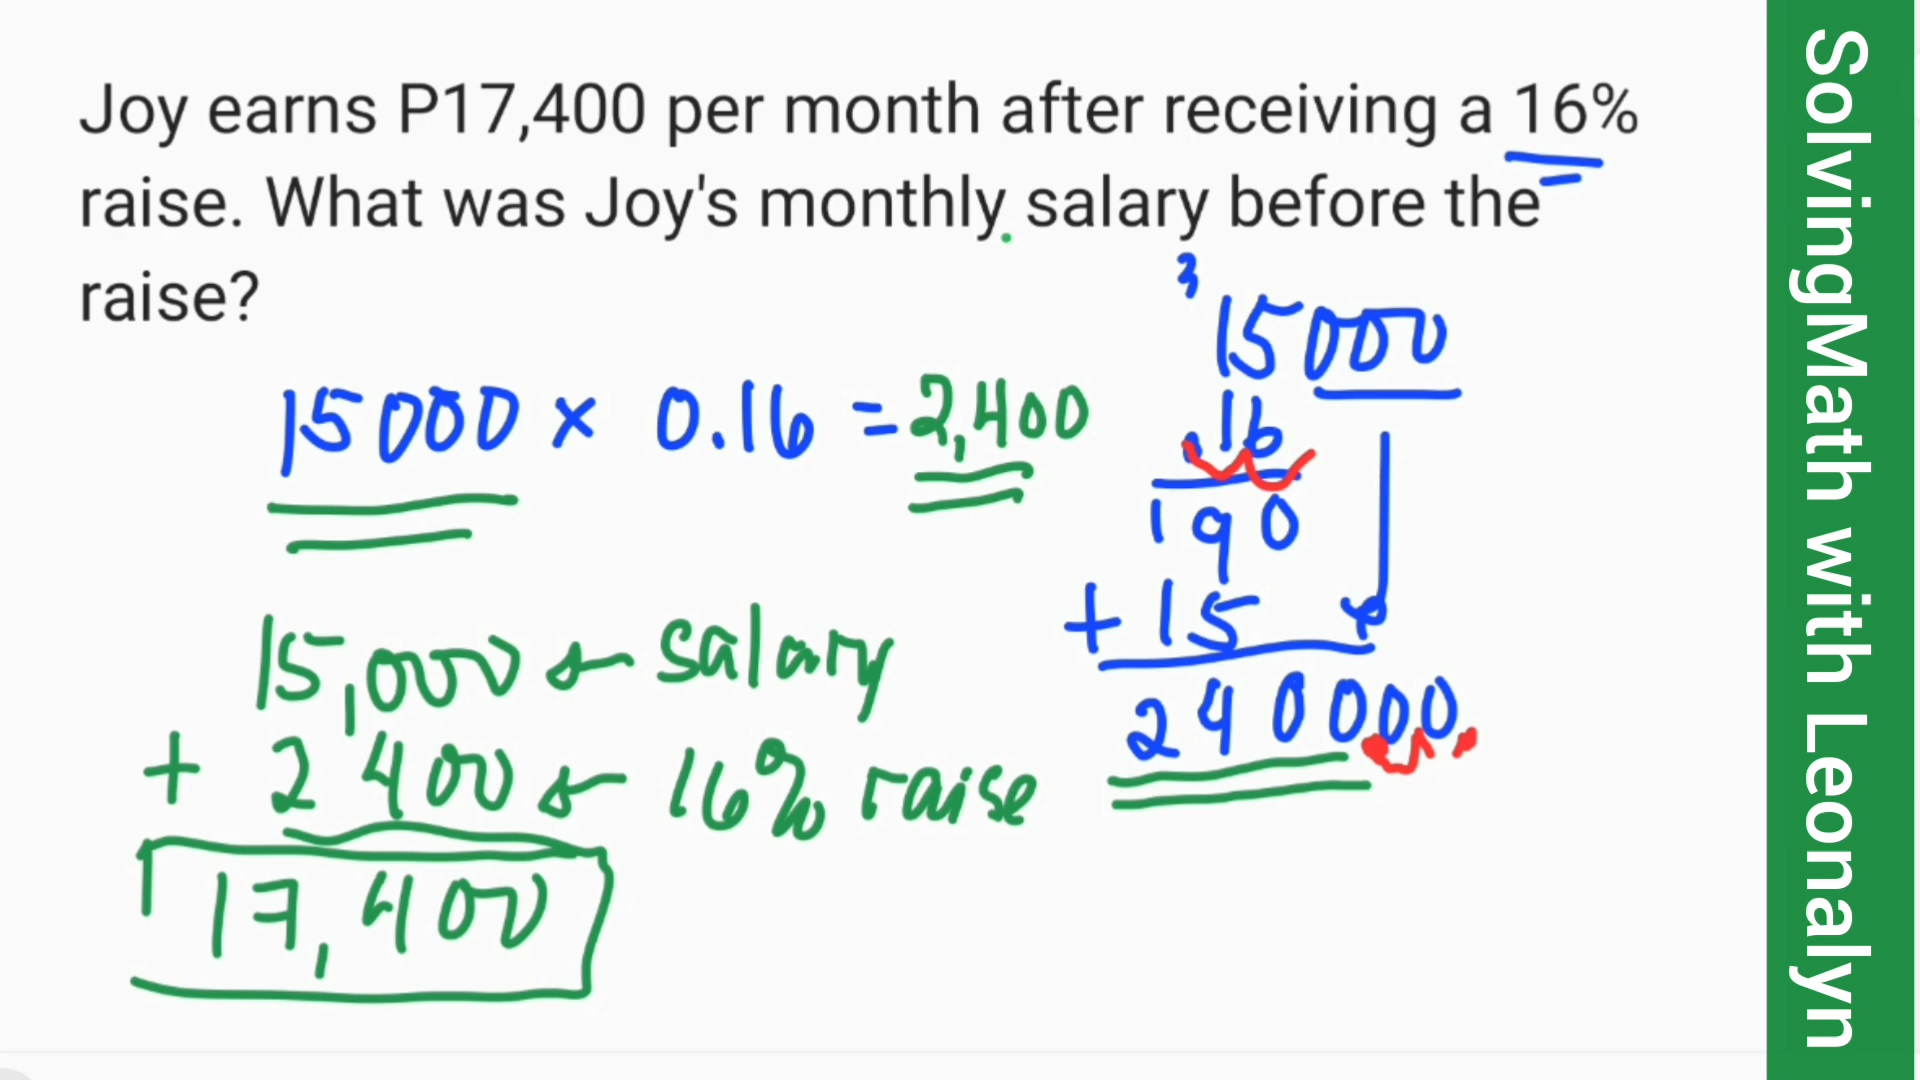 Joy earns P17,400 per month after receiving a 16%
raise. What was Joy's monthly salary before the
raise?
15000 × 0.16 = 2,400
3
15000
.16
190
+ 15
240000.
15,000 ← salary
+ 2400 ← 16% raise
17,400
SolvingMath with Leonalyn